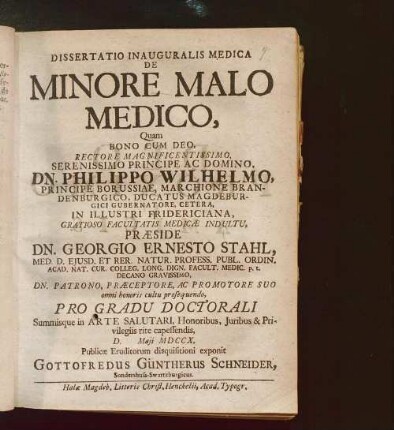 DISSERTATIO INAUGURALIS MEDICA
DE
MINORE MALO
MEDICO,
Quam
BONO CUM DEO,
RECTORE MAGNIFICENTISSIMO,
SERENISSIMO PRINCIPE AC DOMINO,
DN. PHILIPPO WILHELMO,
PRINCIPE BORUSSIAE, MARCHIONE BRAN-
DENBURGICO, DUCATUS MAGDEBUR-
GICI GUBERNATORE, CETERA,
IN ILLUSTRI FRIDERICIANA,
GRATIOSO FACULTATIS MEDICÆ INDULTU,
PRÆSIDE
DN. GEORGIO ERNESTO STAHL,
MED. D. EJUSD. ET RER. NATUR. PROFESS. PUBL. ORDIN.
ACAD. NAT. CUR. COLLEG. LONG. DIGN. FACULT. MEDIC. p. t.
DECANO GRAVISSIMO,
DN. PATRONO, PRÆCEPTORE, AC PROMOTORE SUO
omni honoris cultu prosequendo,
PRO GRADU DOCTORALI
Summisque in ARTE SALUTARI, Honoribus, Juribus & Pri-
vilegiis rite capessendis,
D. Maji MDCCX.
Publicæ Eruditorum disquisitioni exponit
GOTTOFREDUS GÜNTHERUS SCHNEIDER,
Sondershusa-Swartzburgicus.
Halæ Magdeb. Litteris Christ. Henckelii, Acad. Typogr.